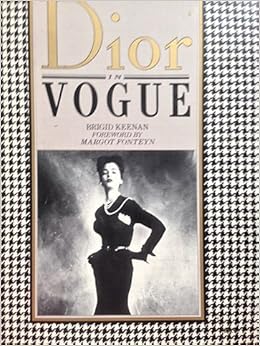 Dior
IN
VOGUE
BRIGID KEENAN
FOREWORD BY
MARGOT FONTEYN